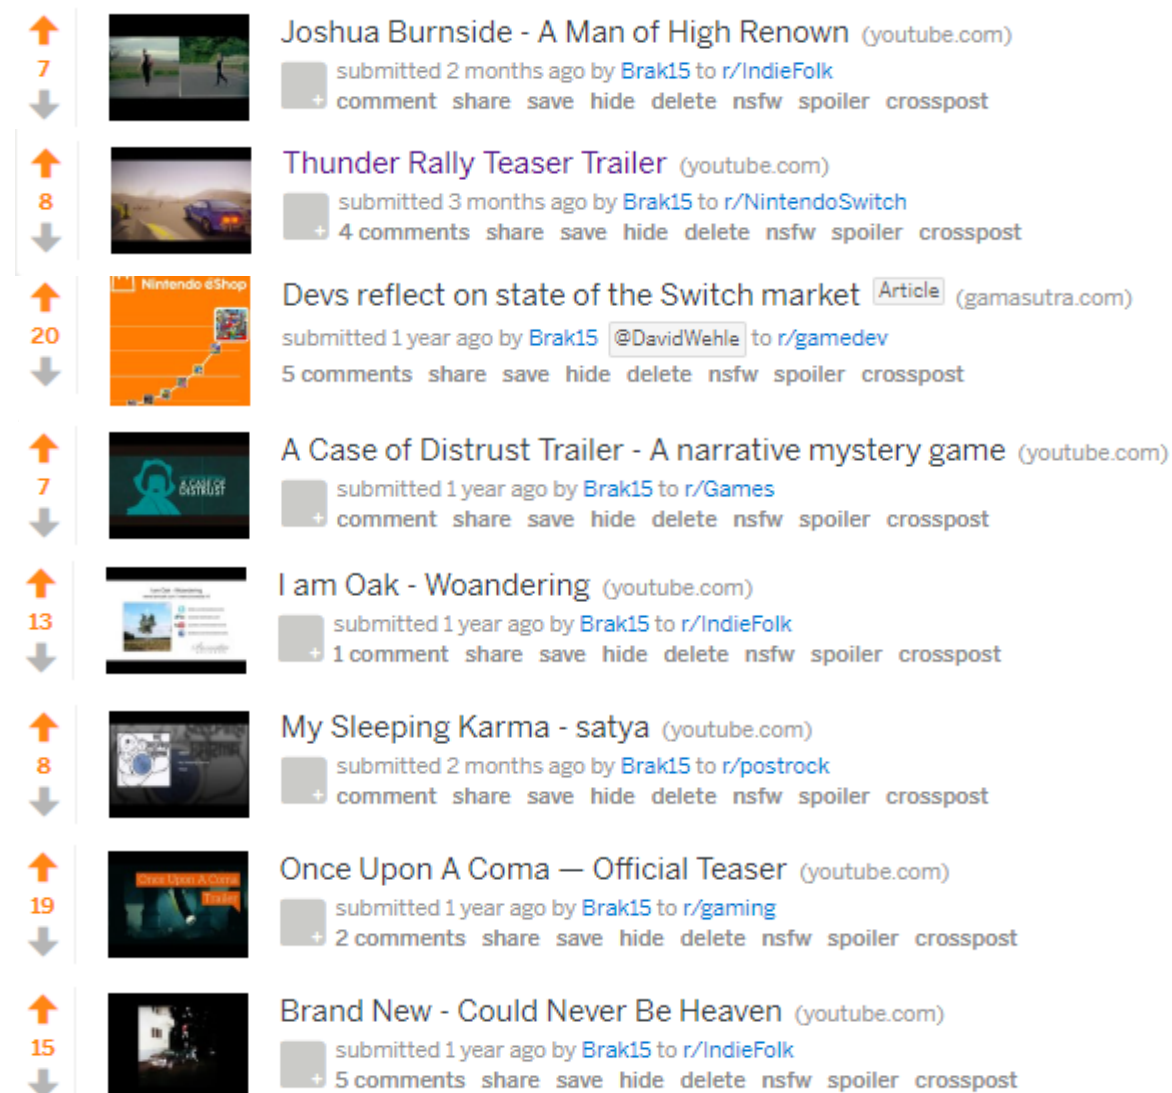 Joshua Burnside - A Man of High Renown (youtube.com)
7
submitted 2 months ago by Brak15 to r/IndieFolk
comment share save hide delete nsfw spoiler crosspost
Thunder Rally Teaser Trailer (youtube.com)
8
submitted 3 months ago by Brak15 to r/NintendoSwitch
4 comments share save hide delete nsfw spoiler crosspost
Nintendo eShop
Devs reflect on state of the Switch market Article (gamasutra.com)
20
submitted 1 year ago by Brak15 @DavidWehle to r/gamedev
5 comments share save hide delete nsfw spoiler crosspost
A Case of Distrust Trailer - A narrative mystery game (youtube.com)
7
A CASE OF
DISTRUST
submitted 1 year ago by Brak15 to r/Games
comment share save hide delete nsfw spoiler crosspost
I am Oak - Woandering (youtube.com)
13
I am Oak - Woandering
submitted 1 year ago by Brak15 to r/IndieFolk
1 comment share save hide delete nsfw spoiler crosspost
My Sleeping Karma - satya (youtube.com)
8
submitted 2 months ago by Brak15 to r/postrock
comment share save hide delete nsfw spoiler crosspost
Once Upon A Coma — Official Teaser (youtube.com)
19
Once Upon A Coma
Trailer
submitted 1 year ago by Brak15 to r/gaming
2 comments share save hide delete nsfw spoiler crosspost
Brand New - Could Never Be Heaven (youtube.com)
15
submitted 1 year ago by Brak15 to r/IndieFolk
5 comments share save hide delete nsfw spoiler crosspost